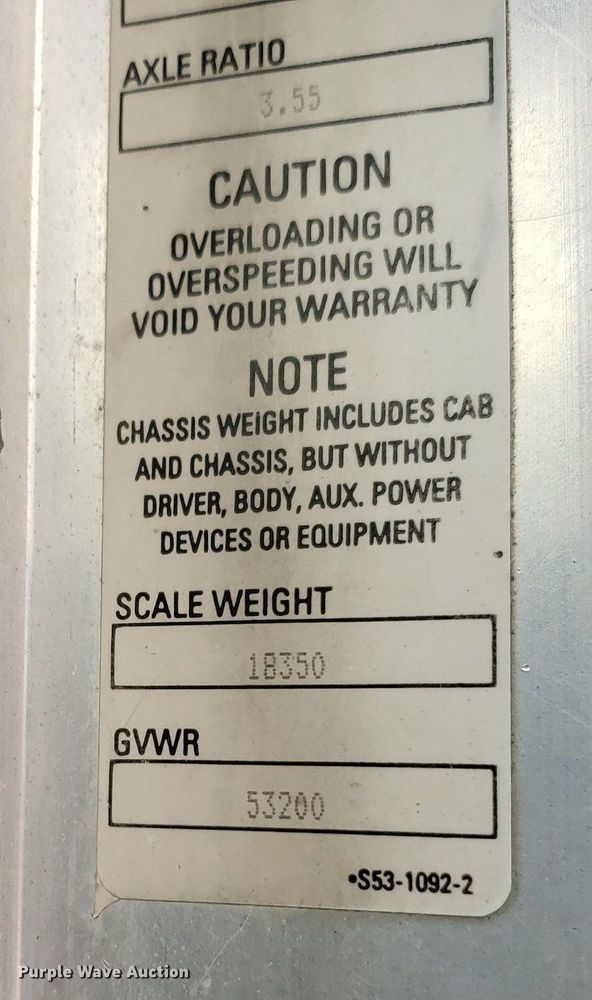 AXLE RATIO
3.55
CAUTION
OVERLOADING OR
OVERSPEEDING WILL
VOID YOUR WARRANTY
NOTE
CHASSIS WEIGHT INCLUDES CAB
AND CHASSIS, BUT WITHOUT
DRIVER, BODY, AUX. POWER
DEVICES OR EQUIPMENT
SCALE WEIGHT
18350
GVWR
53200
•S53-1092-2
Purple Wave Auction